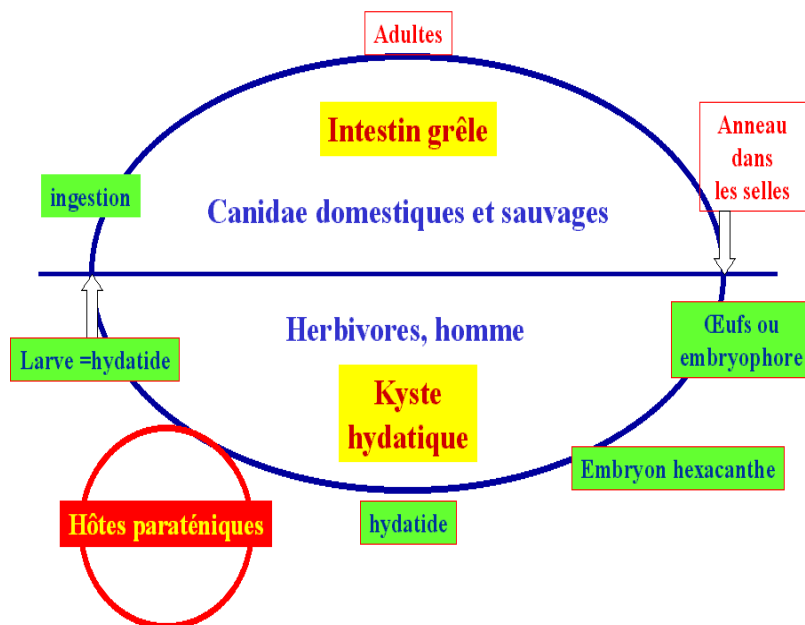 Adultes
Intestin grêle
Anneau
dans
les selles
ingestion
Canidae domestiques et sauvages
Herbivores, homme
Œufs ou
embryophore
Larve =hydatide
Kyste
hydatique
Embryon hexacanthe
Hôtes paraténiques
hydatide